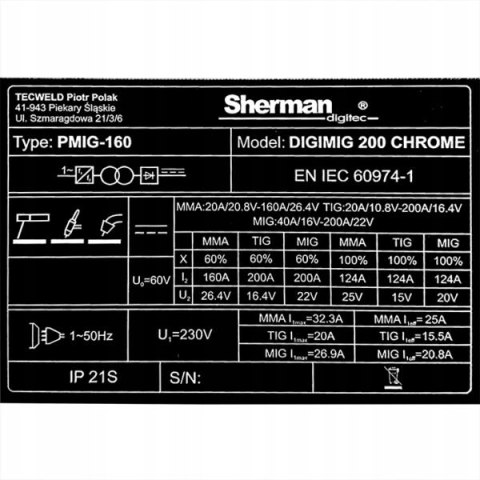 TECWELD Piotr Polak
41-943 Piekary Śląskie
Ul. Szmaragdowa 21/3/6
Sherman ®
digitec
Type: PMIG-160
Model: DIGIMIG 200 CHROME
1~
EN IEC 60974-1
MMA:20A/20.8V-160A/26.4V TIG:20A/10.8V-200A/16.4V
MIG:40A/16V-200A/22V
MMA TIG MIG MMA TIG MIG
X 60% 60% 60% 100% 100% 100%
I₂ 160A 200A 200A 124A 124A 124A
U₀=60V
U₂ 26.4V 16.4V 22V 25V 15V 20V
1~50Hz
U₁=230V
MMA I1max=32.3A MMA I1eff=25A
TIG I1max=20A TIG I1eff=15.5A
MIG I1max=26.9A MIG I1eff=20.8A
IP 21S
S/N: